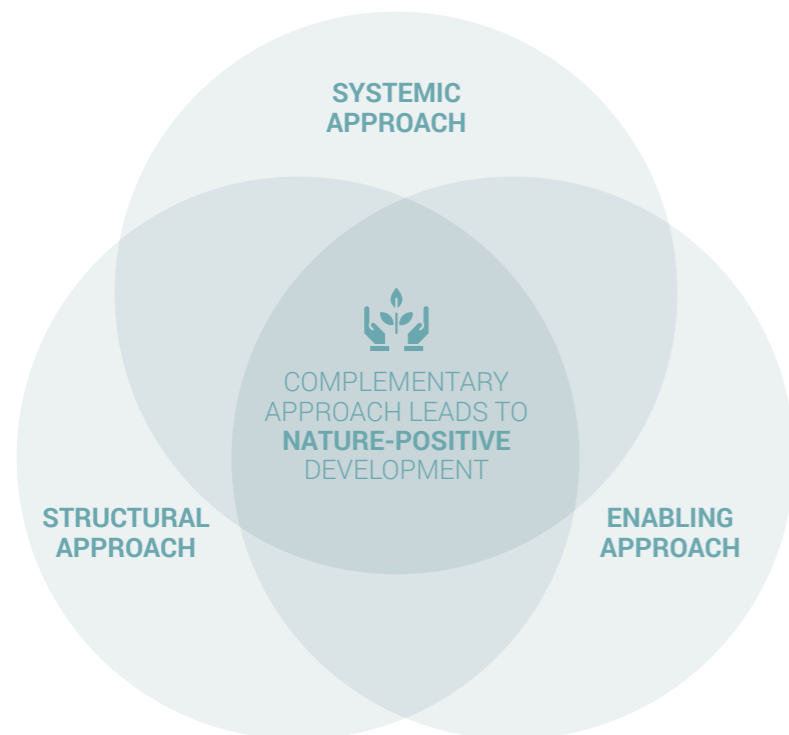 SYSTEMIC
APPROACH
COMPLEMENTARY
APPROACH LEADS TO
NATURE-POSITIVE
DEVELOPMENT
STRUCTURAL
APPROACH
ENABLING
APPROACH